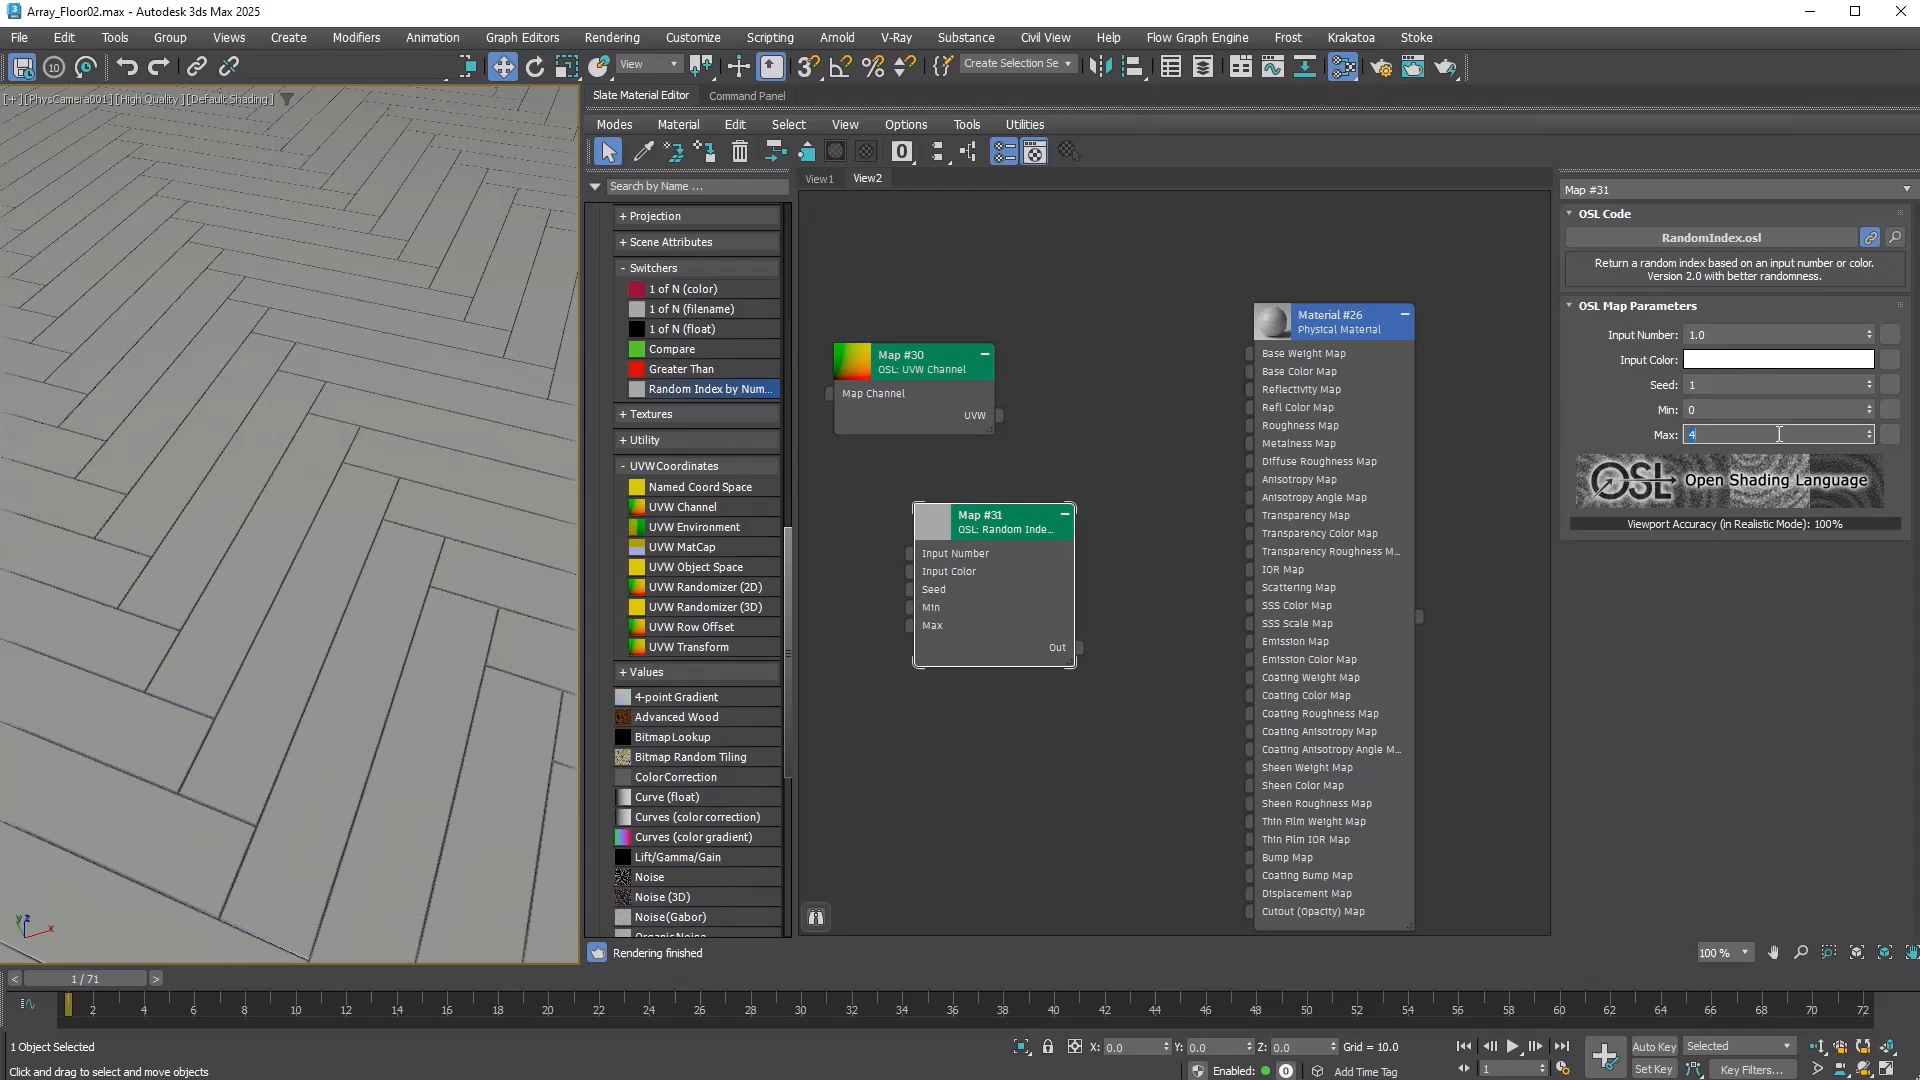 Array_Floor02.max - Autodesk 3ds Max 2025
File Edit Tools Group Views Create Modifiers Animation Graph Editors Rendering Customize Scripting Arnold V-Ray Substance Civil View Help Flow Graph Engine Frost Krakatoa Stoke
10 View Create Selection Se
[+][PhysCamera001][High Quality][Default Shading]
Slate Material Editor Command Panel
Modes Material Edit Select View Options Tools Utilities
0
Search by Name ...
View1 View2
+ Projection
+ Scene Attributes
- Switchers
1 of N (color)
1 of N (filename)
1 of N (float)
Compare
Greater Than
Random Index by Num...
+ Textures
+ Utility
- UVWCoordinates
Named Coord Space
UVW Channel
UVW Environment
UVW MatCap
UVW Object Space
UVW Randomizer (2D)
UVW Randomizer (3D)
UVW Row Offset
UVW Transform
+ Values
4-point Gradient
Advanced Wood
BitmapLookup
Bitmap Random Tiling
ColorCorrection
Curve (float)
Curves (color correction)
Curves (color gradient)
Lift/Gamma/Gain
Noise
Noise (3D)
Noise(Gabor)
Map #30
OSL: UVW Channel
Map Channel
UVW
Map #31
OSL: Random Inde...
Input Number
Input Color
Seed
Min
Max
Out
Material #26
Physical Material
Base Weight Map
Base Color Map
Reflectivity Map
Refl Color Map
Roughness Map
Metalness Map
Diffuse Roughness Map
Anisotropy Map
Anisotropy Angle Map
Transparency Map
Transparency Color Map
Transparency Roughness M...
IOR Map
Scattering Map
SSS Color Map
SSS Scale Map
Emission Map
Emission Color Map
Coating Weight Map
Coating Color Map
Coating Roughness Map
Coating Anisotropy Map
Coating Anisotropy Angle M...
Sheen Weight Map
Sheen Color Map
Sheen Roughness Map
Thin Film Weight Map
Thin Film IOR Map
Bump Map
Coating Bump Map
Displacement Map
Cutout (Opacity) Map
Map #31
OSL Code
RandomIndex.osl
Return a random index based on an input number or color.
Version 2.0 with better randomness.
OSL Map Parameters
Input Number: 1.0
Input Color:
Seed: 1
Min: 0
Max: 4
OSL Open Shading Language
Viewport Accuracy (in Realistic Mode): 100%
Rendering finished
100 %
< 1 / 71 >
2 4 6 8 10 12 14 16 18 20 22 24 26 28 30 32 34 36 38 40 42 44 46 48 50 52 54 56 58 60 62 64 66 68 70 72
1 Object Selected
X: 0.0 Y: 0.0 Z: 0.0 Grid = 10.0
Auto Key Selected
Click and drag to select and move objects
Enabled: 0 Add Time Tag
1 Set Key Key Filters...